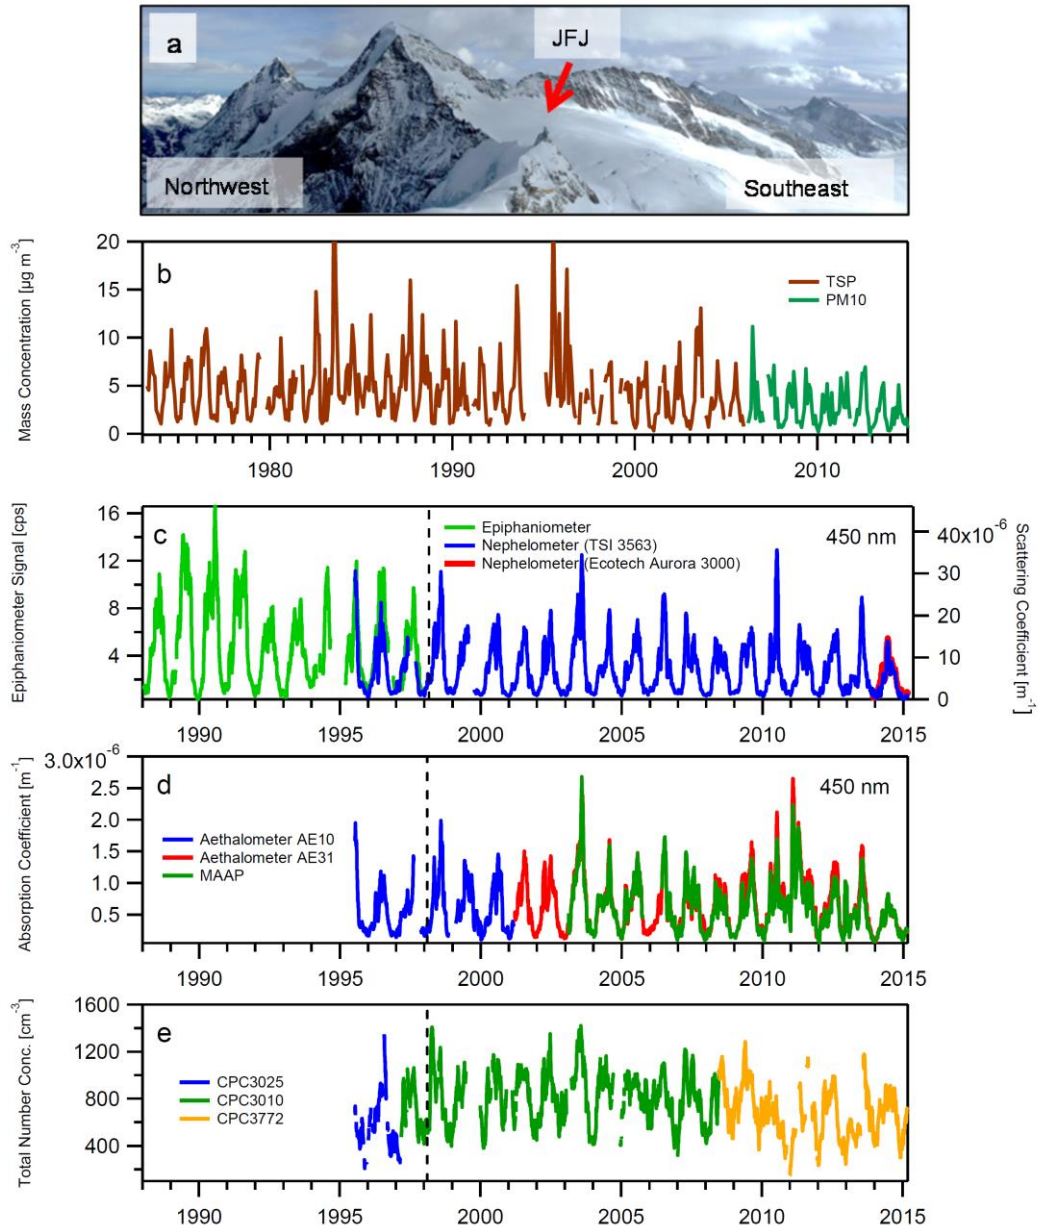 a
JFJ
Northwest
Southeast
Mass Concentration [µg m⁻³]
20
15
10
5
0
b
TSP
PM10
1980
1990
2000
2010
Epiphaniometer Signal [cps]
16
12
8
4
c
Epiphaniometer
Nephelometer (TSI 3563)
Nephelometer (Ecotech Aurora 3000)
450 nm
40x10⁻⁶
30
20
10
0
Scattering Coefficient [m⁻¹]
1990
1995
2000
2005
2010
2015
Absorption Coefficient [m⁻¹]
3.0x10⁻⁶
2.5
2.0
1.5
1.0
0.5
d
450 nm
Aethalometer AE10
Aethalometer AE31
MAAP
1990
1995
2000
2005
2010
2015
Total Number Conc. [cm⁻³]
1600
1200
800
400
e
CPC3025
CPC3010
CPC3772
1990
1995
2000
2005
2010
2015